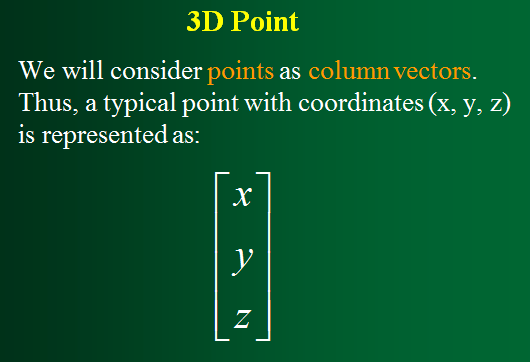 3D Point
We will consider points as column vectors.
Thus, a typical point with coordinates (x, y, z)
is represented as:
x
y
z